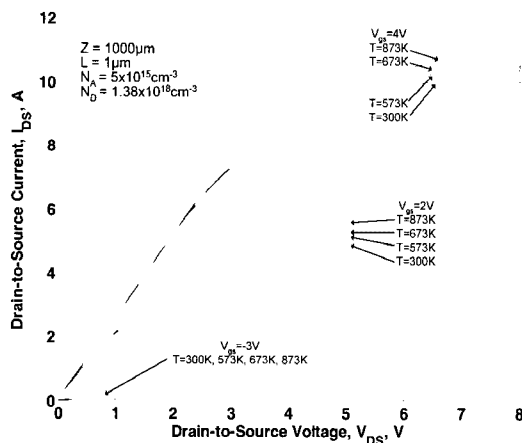 12
10
8
6
4
2
0
Drain-to-Source Current, I_DS, A
Z = 1000µm
L = 1µm
N_A = 5x10^15cm^-3
N_D = 1.38x10^18cm^-3
V_gs=4V
T=873K
T=673K
T=573K
T=300K
V_gs=2V
T=873K
T=673K
T=573K
T=300K
V_gs=-3V
T=300K, 573K, 673K, 873K
0 1 2 3 4 5 6 7 8
Drain-to-Source Voltage, V_DS, V